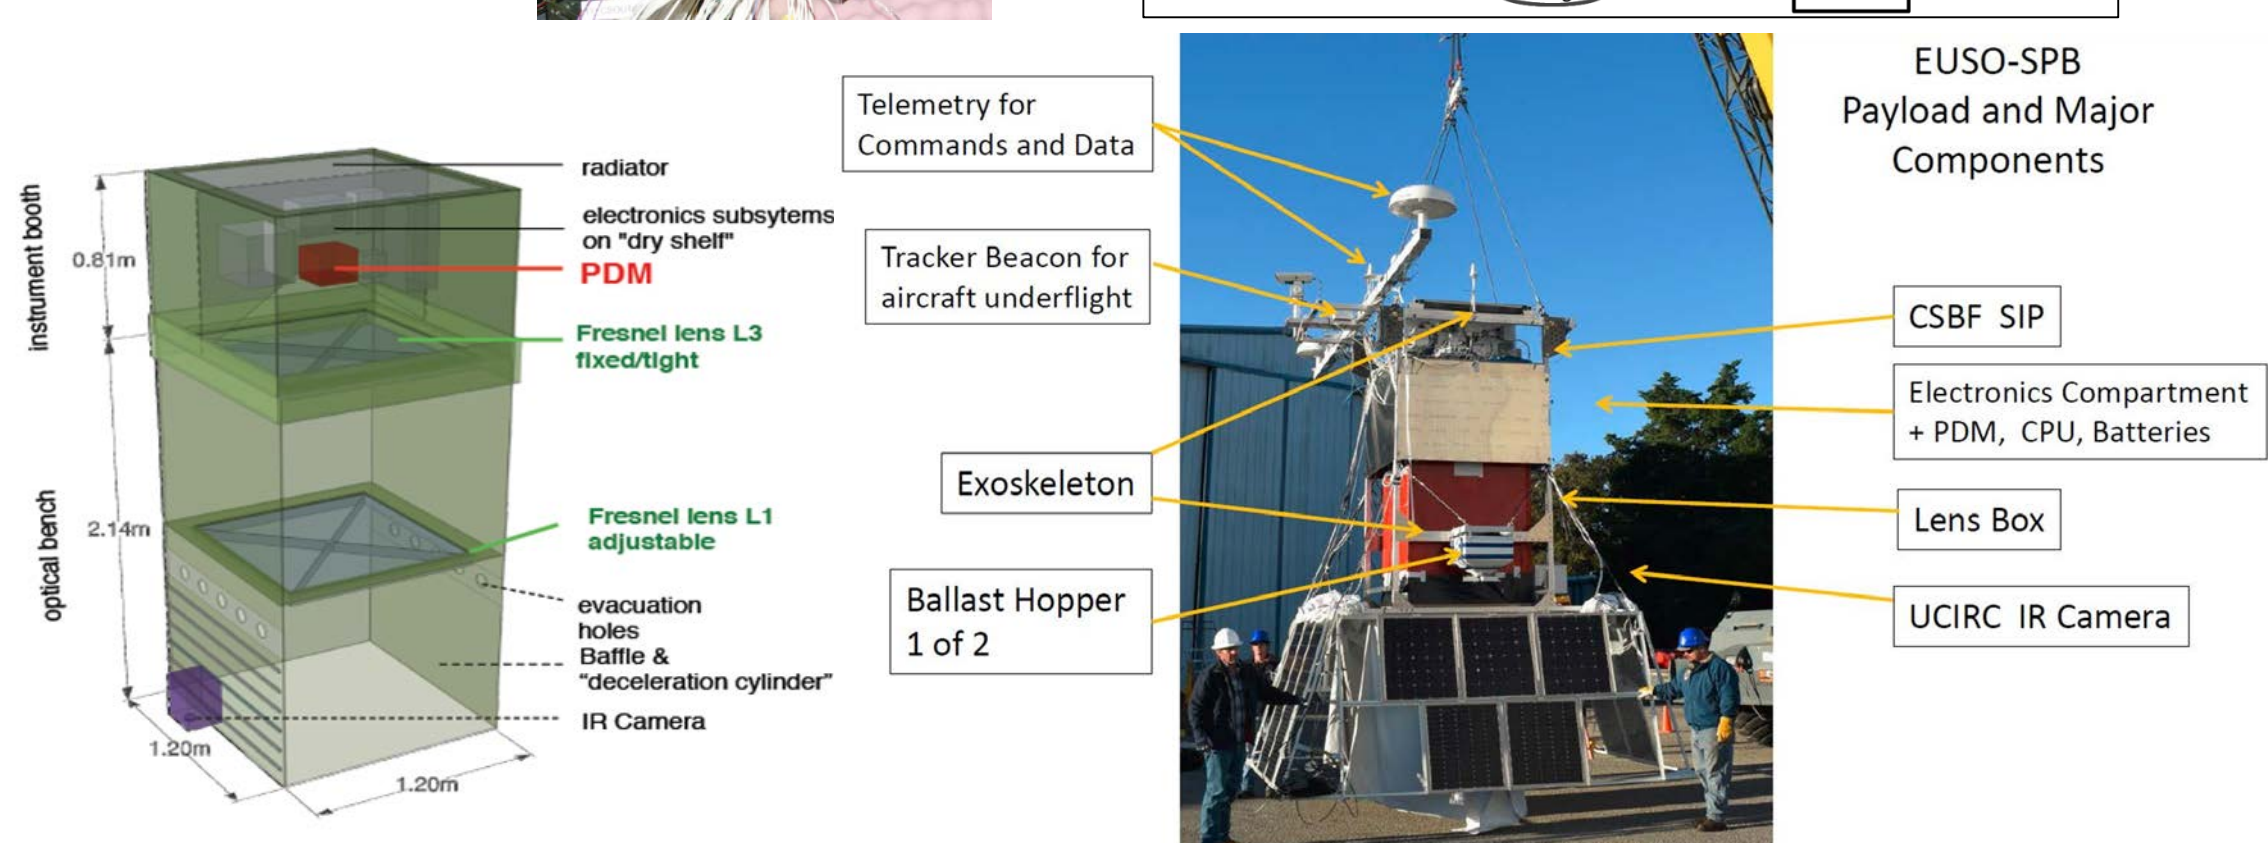 instrument booth
0.81m
optical bench
2.14m
1.20m
1.20m
radiator
electronics subsytems
on "dry shelf"
PDM
Fresnel lens L3
fixed/tight
Fresnel lens L1
adjustable
evacuation
holes
Baffle &
“deceleration cylinder”
IR Camera
Telemetry for
Commands and Data
Tracker Beacon for
aircraft underflight
Exoskeleton
Ballast Hopper
1 of 2
EUSO-SPB
Payload and Major
Components
CSBF SIP
Electronics Compartment
+ PDM, CPU, Batteries
Lens Box
UCIRC IR Camera